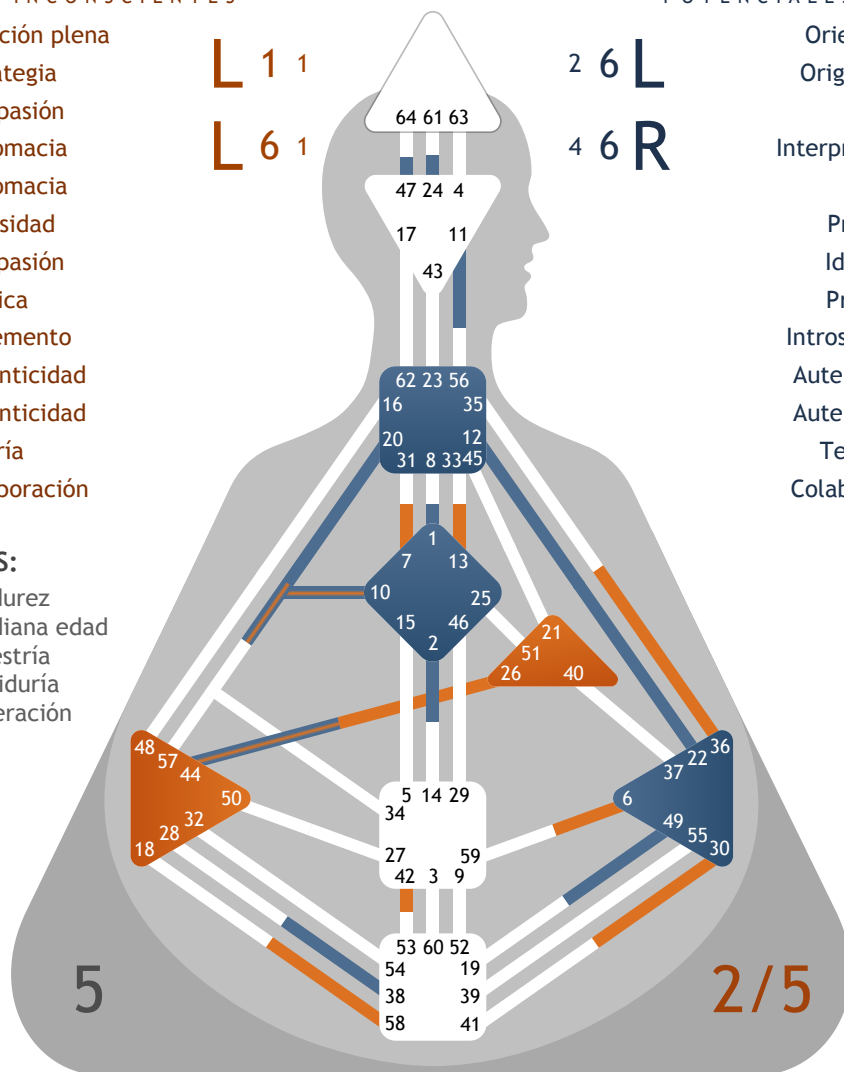 ción plena
ategia
pasión
omacia
omacia
sidad
pasión
ica
emento
nticidad
nticidad
ría
boración
S:
durez
diana edad
estría
iduría
eración
L 1 1
L 6 1
2 6 L
4 6 R
Orie
Orig
Interpr
Pr
Id
Pr
Intros
Aute
Aute
Te
Colab
64 61 63
47 24 4
17 11
43
62 23 56
16 35
20 12
31 8 33 45
1
7 13
10 25
15 46
2
21
51
26 40
48
57
44
50
32
28
18
36
22
37
6
49
55
30
5 14 29
34
27 59
42 3 9
53 60 52
54 19
38 39
58 41
5
2/5